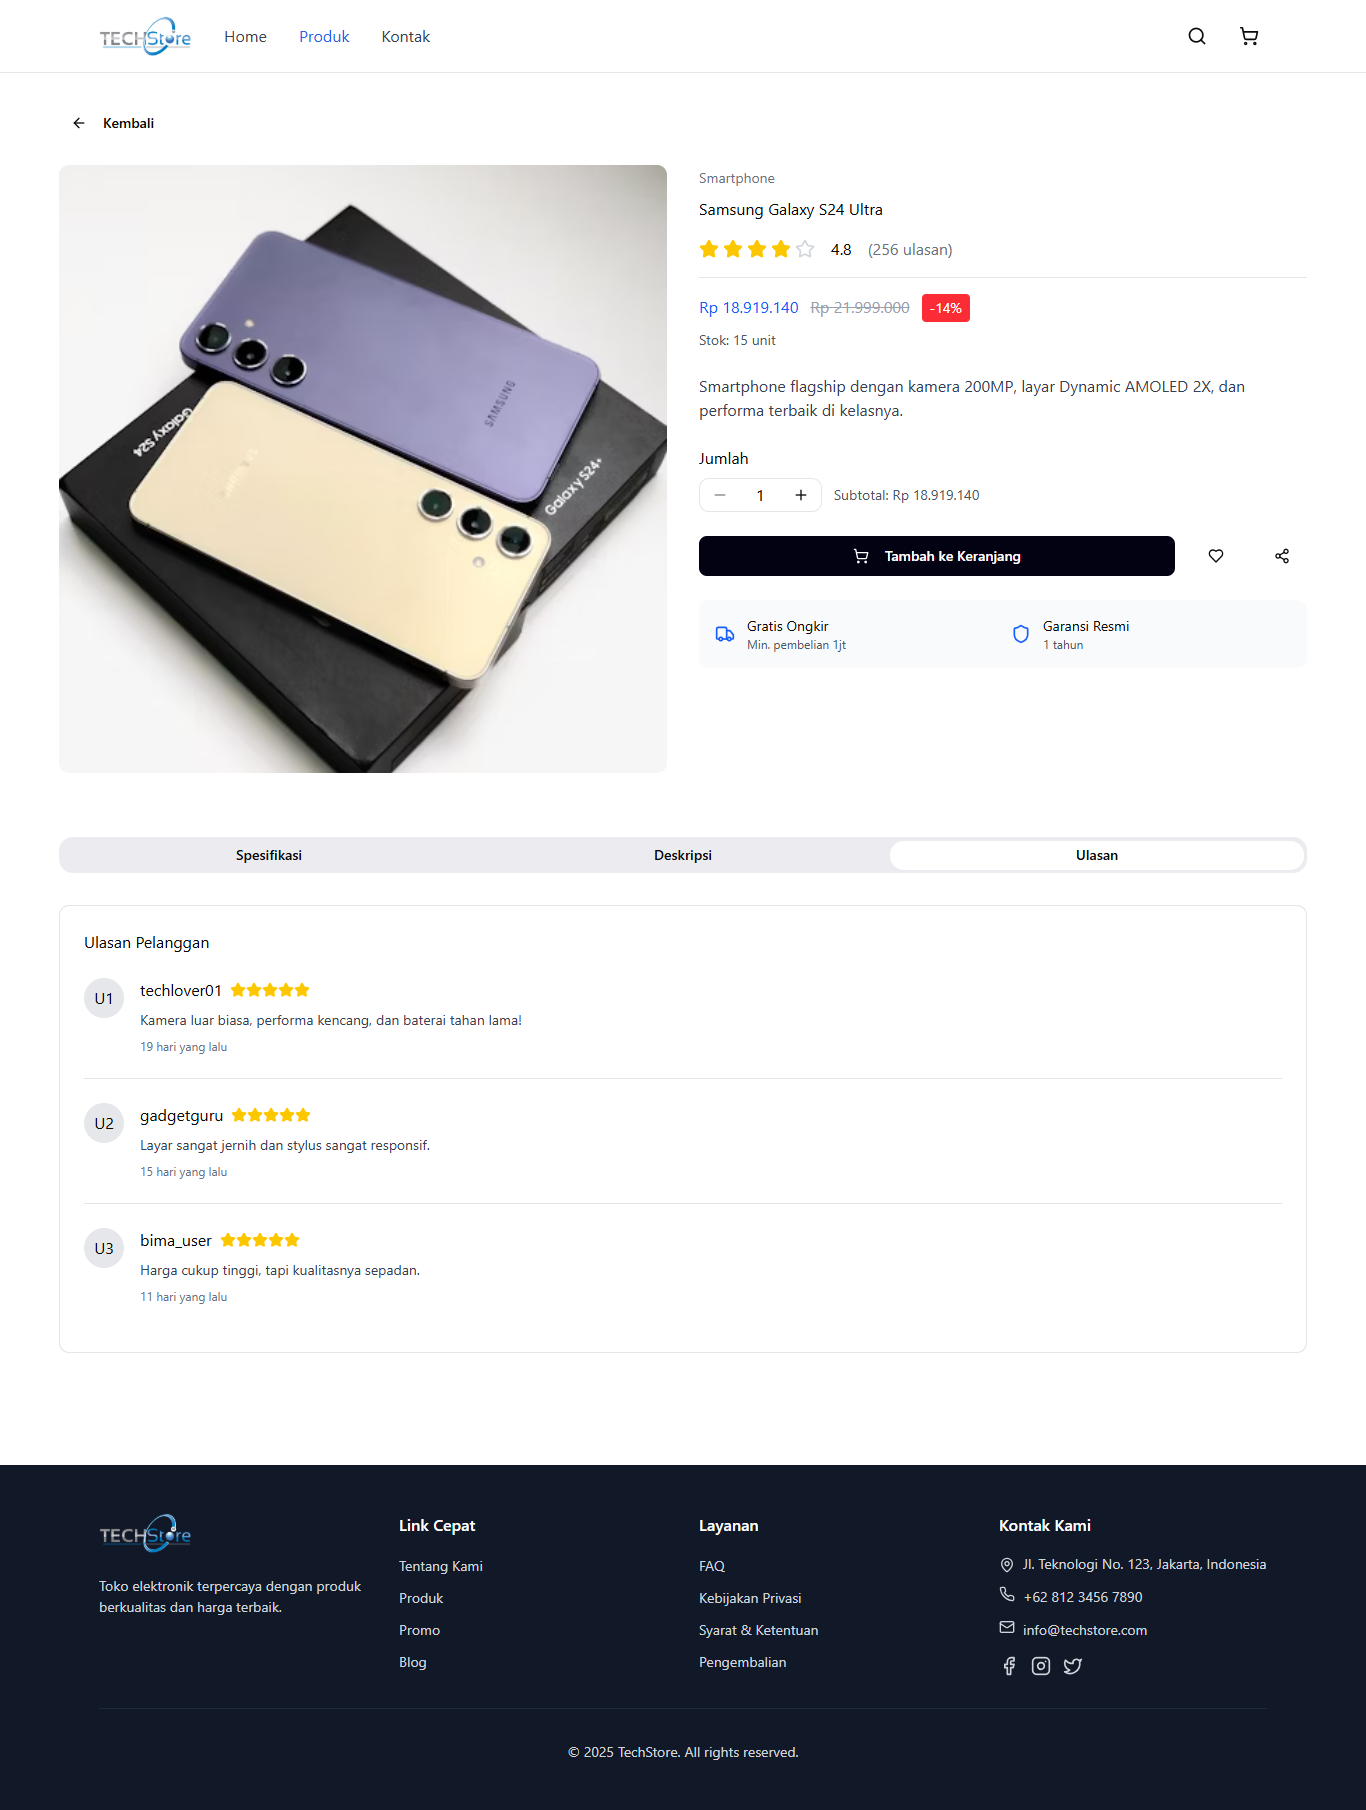 TECHStore
Home
Produk
Kontak
Kembali
SAMSUNG
Galaxy S24
Galaxy S24+
Smartphone
Samsung Galaxy S24 Ultra
4.8 (256 ulasan)
Rp 18.919.140 Rp 21.999.000 -14%
Stok: 15 unit
Smartphone flagship dengan kamera 200MP, layar Dynamic AMOLED 2X, dan
performa terbaik di kelasnya.
Jumlah
1
Subtotal: Rp 18.919.140
Tambah ke Keranjang
Gratis Ongkir
Min. pembelian 1jt
Garansi Resmi
1 tahun
Spesifikasi
Deskripsi
Ulasan
Ulasan Pelanggan
U1
techlover01
Kamera luar biasa, performa kencang, dan baterai tahan lama!
19 hari yang lalu
U2
gadgetguru
Layar sangat jernih dan stylus sangat responsif.
15 hari yang lalu
U3
bima_user
Harga cukup tinggi, tapi kualitasnya sepadan.
11 hari yang lalu
TECHStore
Toko elektronik terpercaya dengan produk
berkualitas dan harga terbaik.
Link Cepat
Tentang Kami
Produk
Promo
Blog
Layanan
FAQ
Kebijakan Privasi
Syarat & Ketentuan
Pengembalian
Kontak Kami
Jl. Teknologi No. 123, Jakarta, Indonesia
+62 812 3456 7890
info@techstore.com
© 2025 TechStore. All rights reserved.